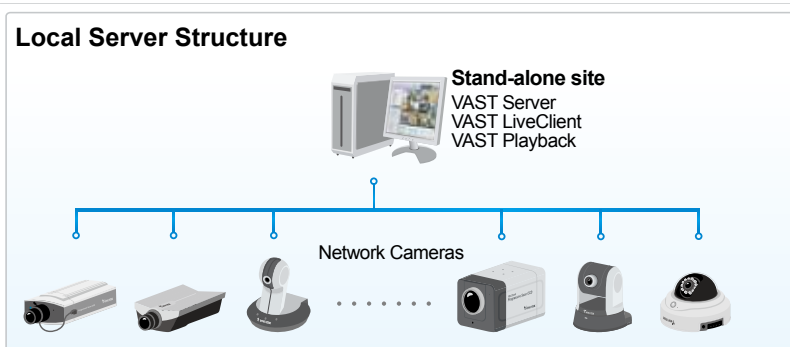 Local Server Structure
Stand-alone site
VAST Server
VAST LiveClient
VAST Playback
Network Cameras